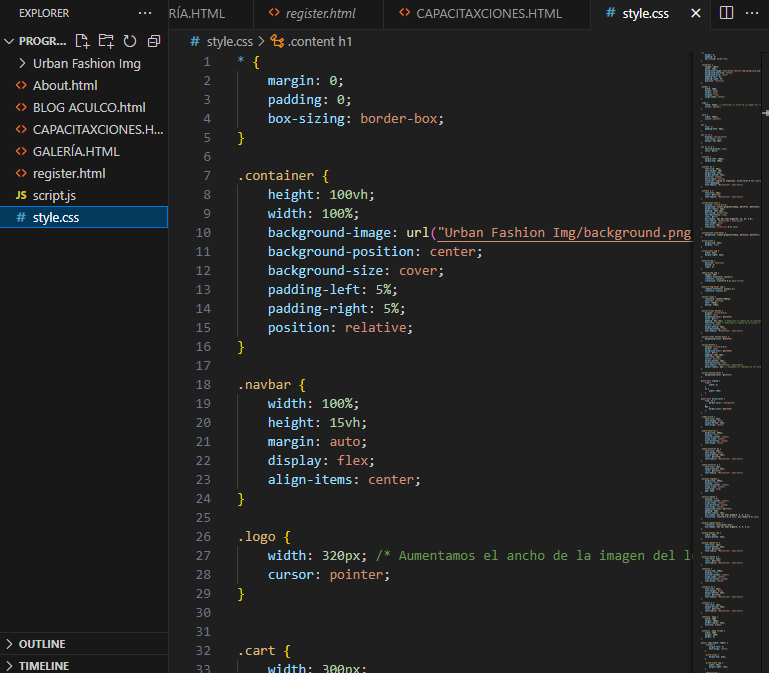 EXPLORER
PROGR...
Urban Fashion Img
About.html
BLOG ACULCO.html
CAPACITAXCIONES.H...
GALERÍA.HTML
register.html
JS script.js
# style.css
OUTLINE
TIMELINE
RÍA.HTML
register.html
CAPACITAXCIONES.HTML
# style.css
# style.css > .content h1
1 * {
2 margin: 0;
3 padding: 0;
4 box-sizing: border-box;
5 }
6
7 .container {
8 height: 100vh;
9 width: 100%;
10 background-image: url("Urban Fashion Img/background.png
11 background-position: center;
12 background-size: cover;
13 padding-left: 5%;
14 padding-right: 5%;
15 position: relative;
16 }
17
18 .navbar {
19 width: 100%;
20 height: 15vh;
21 margin: auto;
22 display: flex;
23 align-items: center;
24 }
25
26 .logo {
27 width: 320px; /* Aumentamos el ancho de la imagen del l
28 cursor: pointer;
29 }
30
31
32 .cart {
33 width: 300px;